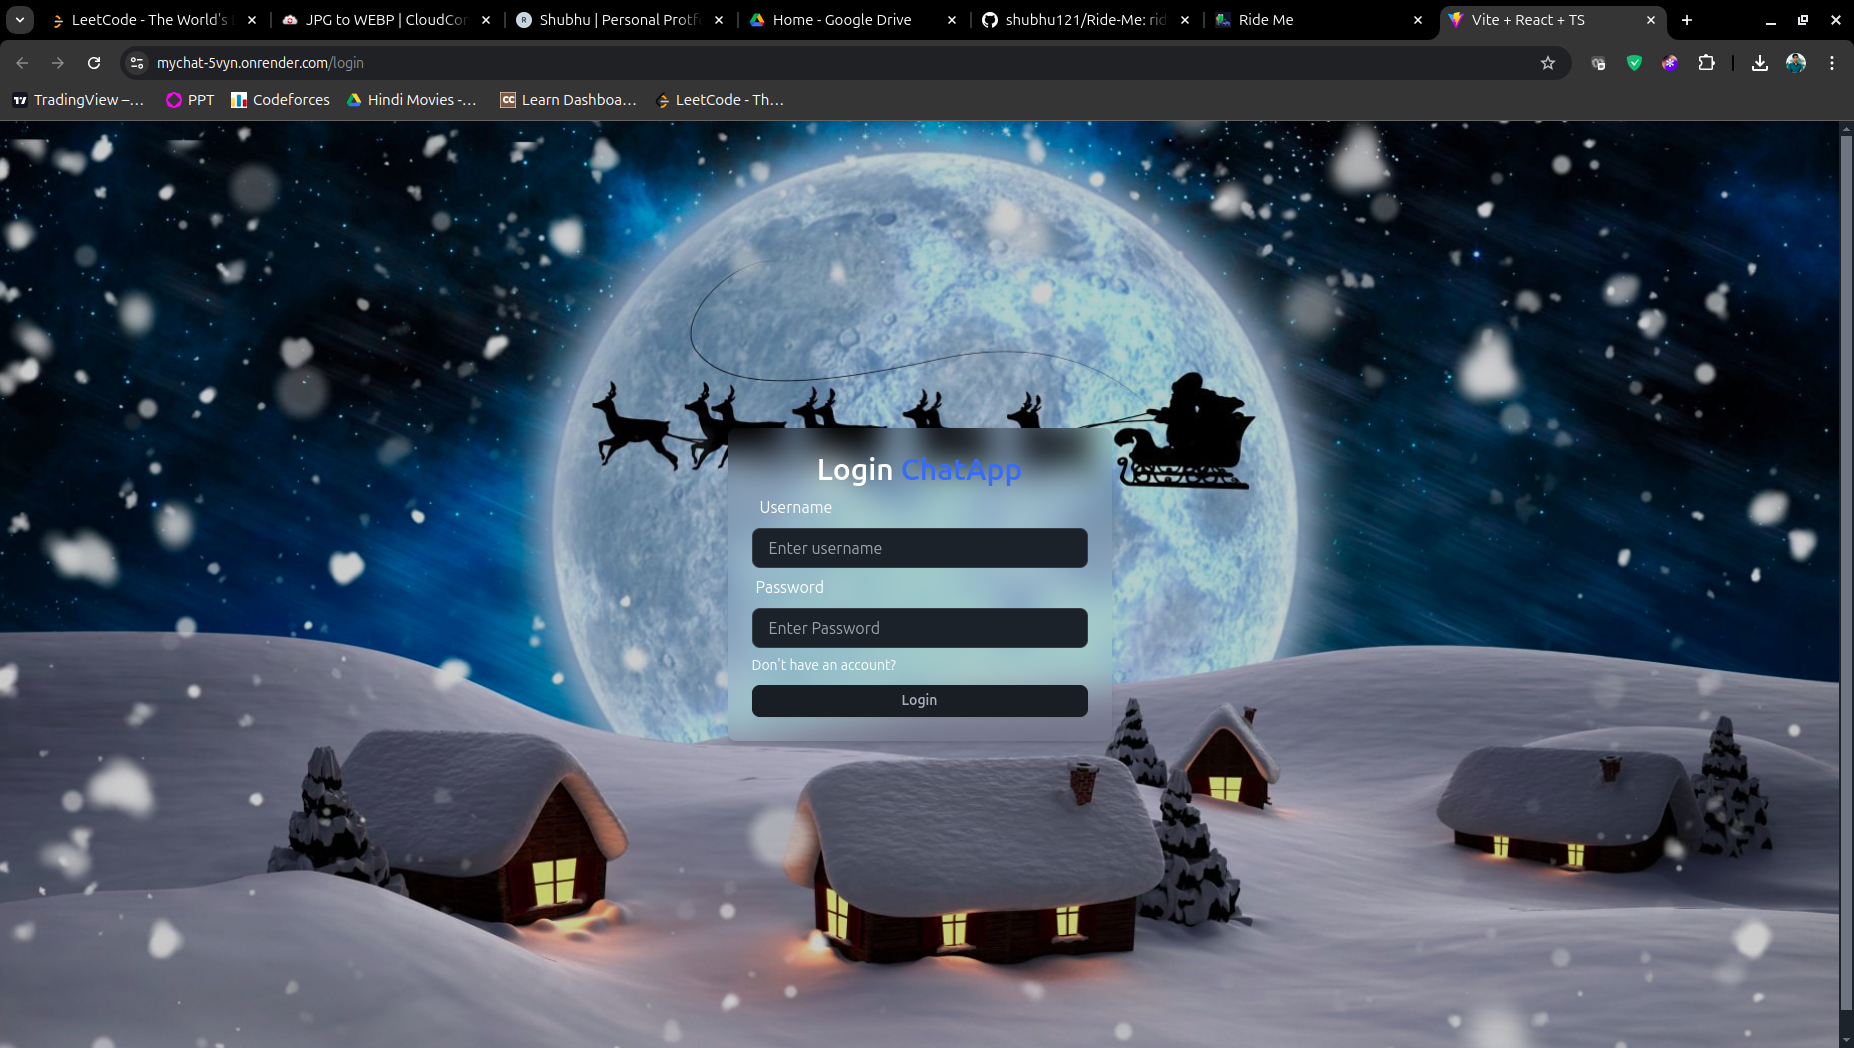 LeetCode - The World's
JPG to WEBP | CloudCon
Shubhu | Personal Protf
Home - Google Drive
shubhu121/Ride-Me: rid
Ride Me
Vite + React + TS
mychat-5vyn.onrender.com/login
TradingView –...
PPT
Codeforces
Hindi Movies -...
CC
Learn Dashboa...
LeetCode - Th...
Login ChatApp
Username
Enter username
Password
Enter Password
Don't have an account?
Login